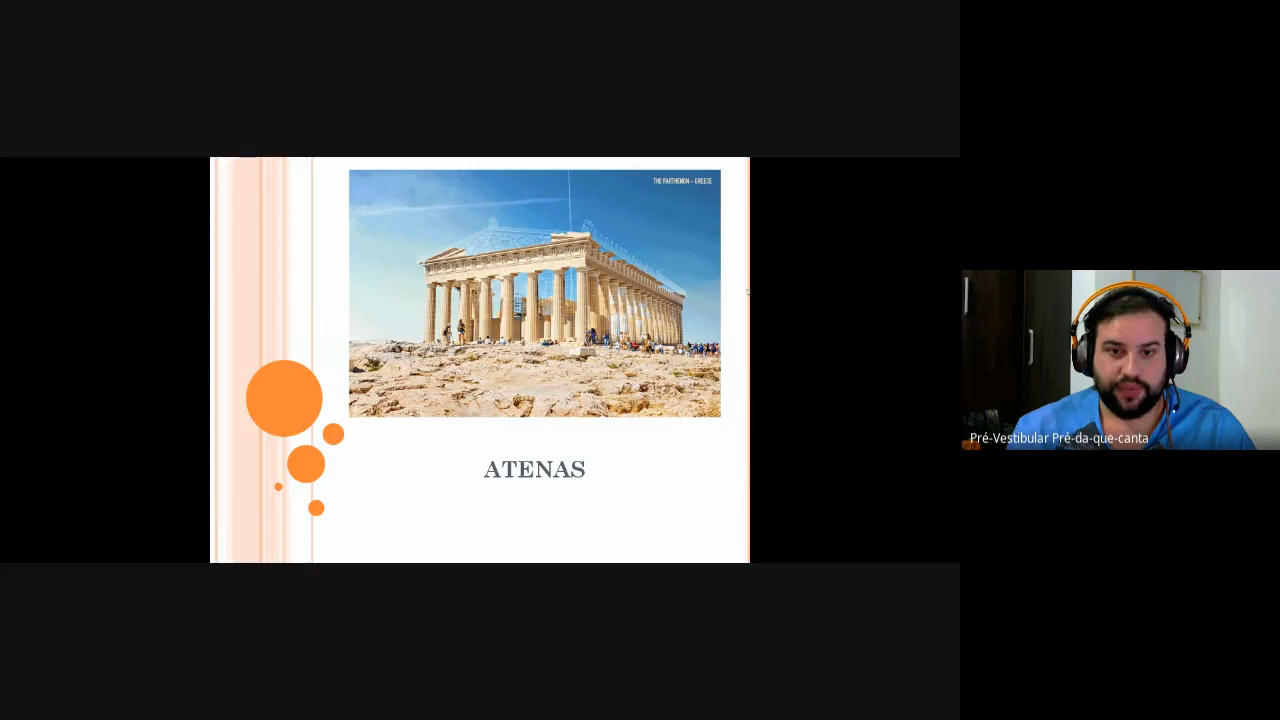 THE PARTHENON - GREECE
ATENAS
Pré-Vestibular Pré-da-que-canta